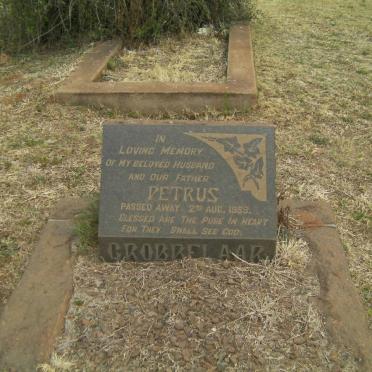 IN
LOVING MEMORY
OF MY BELOVED HUSBAND
AND OUR FATHER
PETRUS
PASSED AWAY 2ND AUG. 1969.
BLESSED ARE THE PURE IN HEART
FOR THEY SHALL SEE GOD.
GROBBELAAR